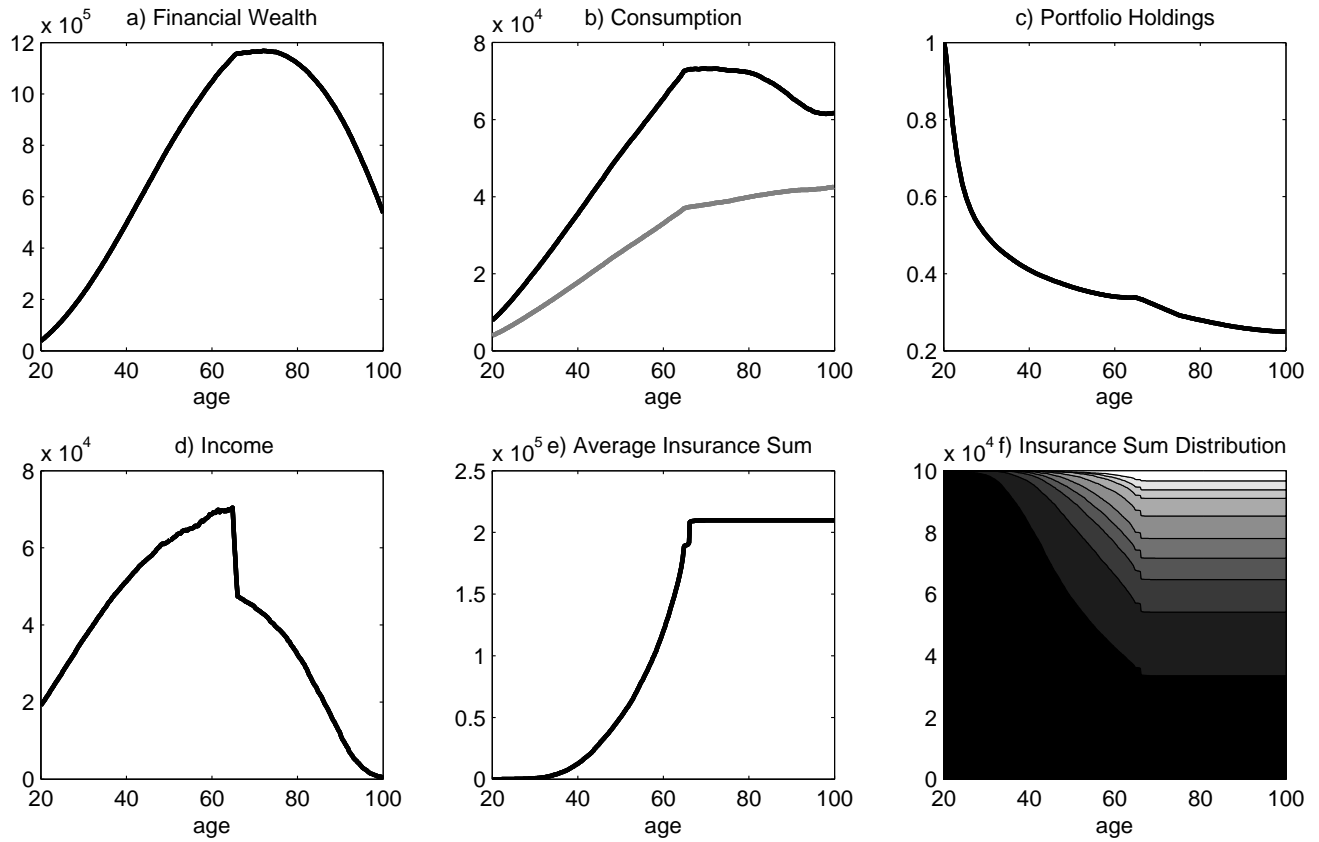 a) Financial Wealth
x 10^5
12
10
8
6
4
2
0
20 40 60 80 100
age
b) Consumption
x 10^4
8
6
4
2
0
20 40 60 80 100
age
c) Portfolio Holdings
1
0.8
0.6
0.4
0.2
20 40 60 80 100
age
d) Income
x 10^4
8
6
4
2
0
20 40 60 80 100
age
e) Average Insurance Sum
x 10^5
2.5
2
1.5
1
0.5
0
20 40 60 80 100
age
f) Insurance Sum Distribution
x 10^4
10
8
6
4
2
0
20 40 60 80 100
age